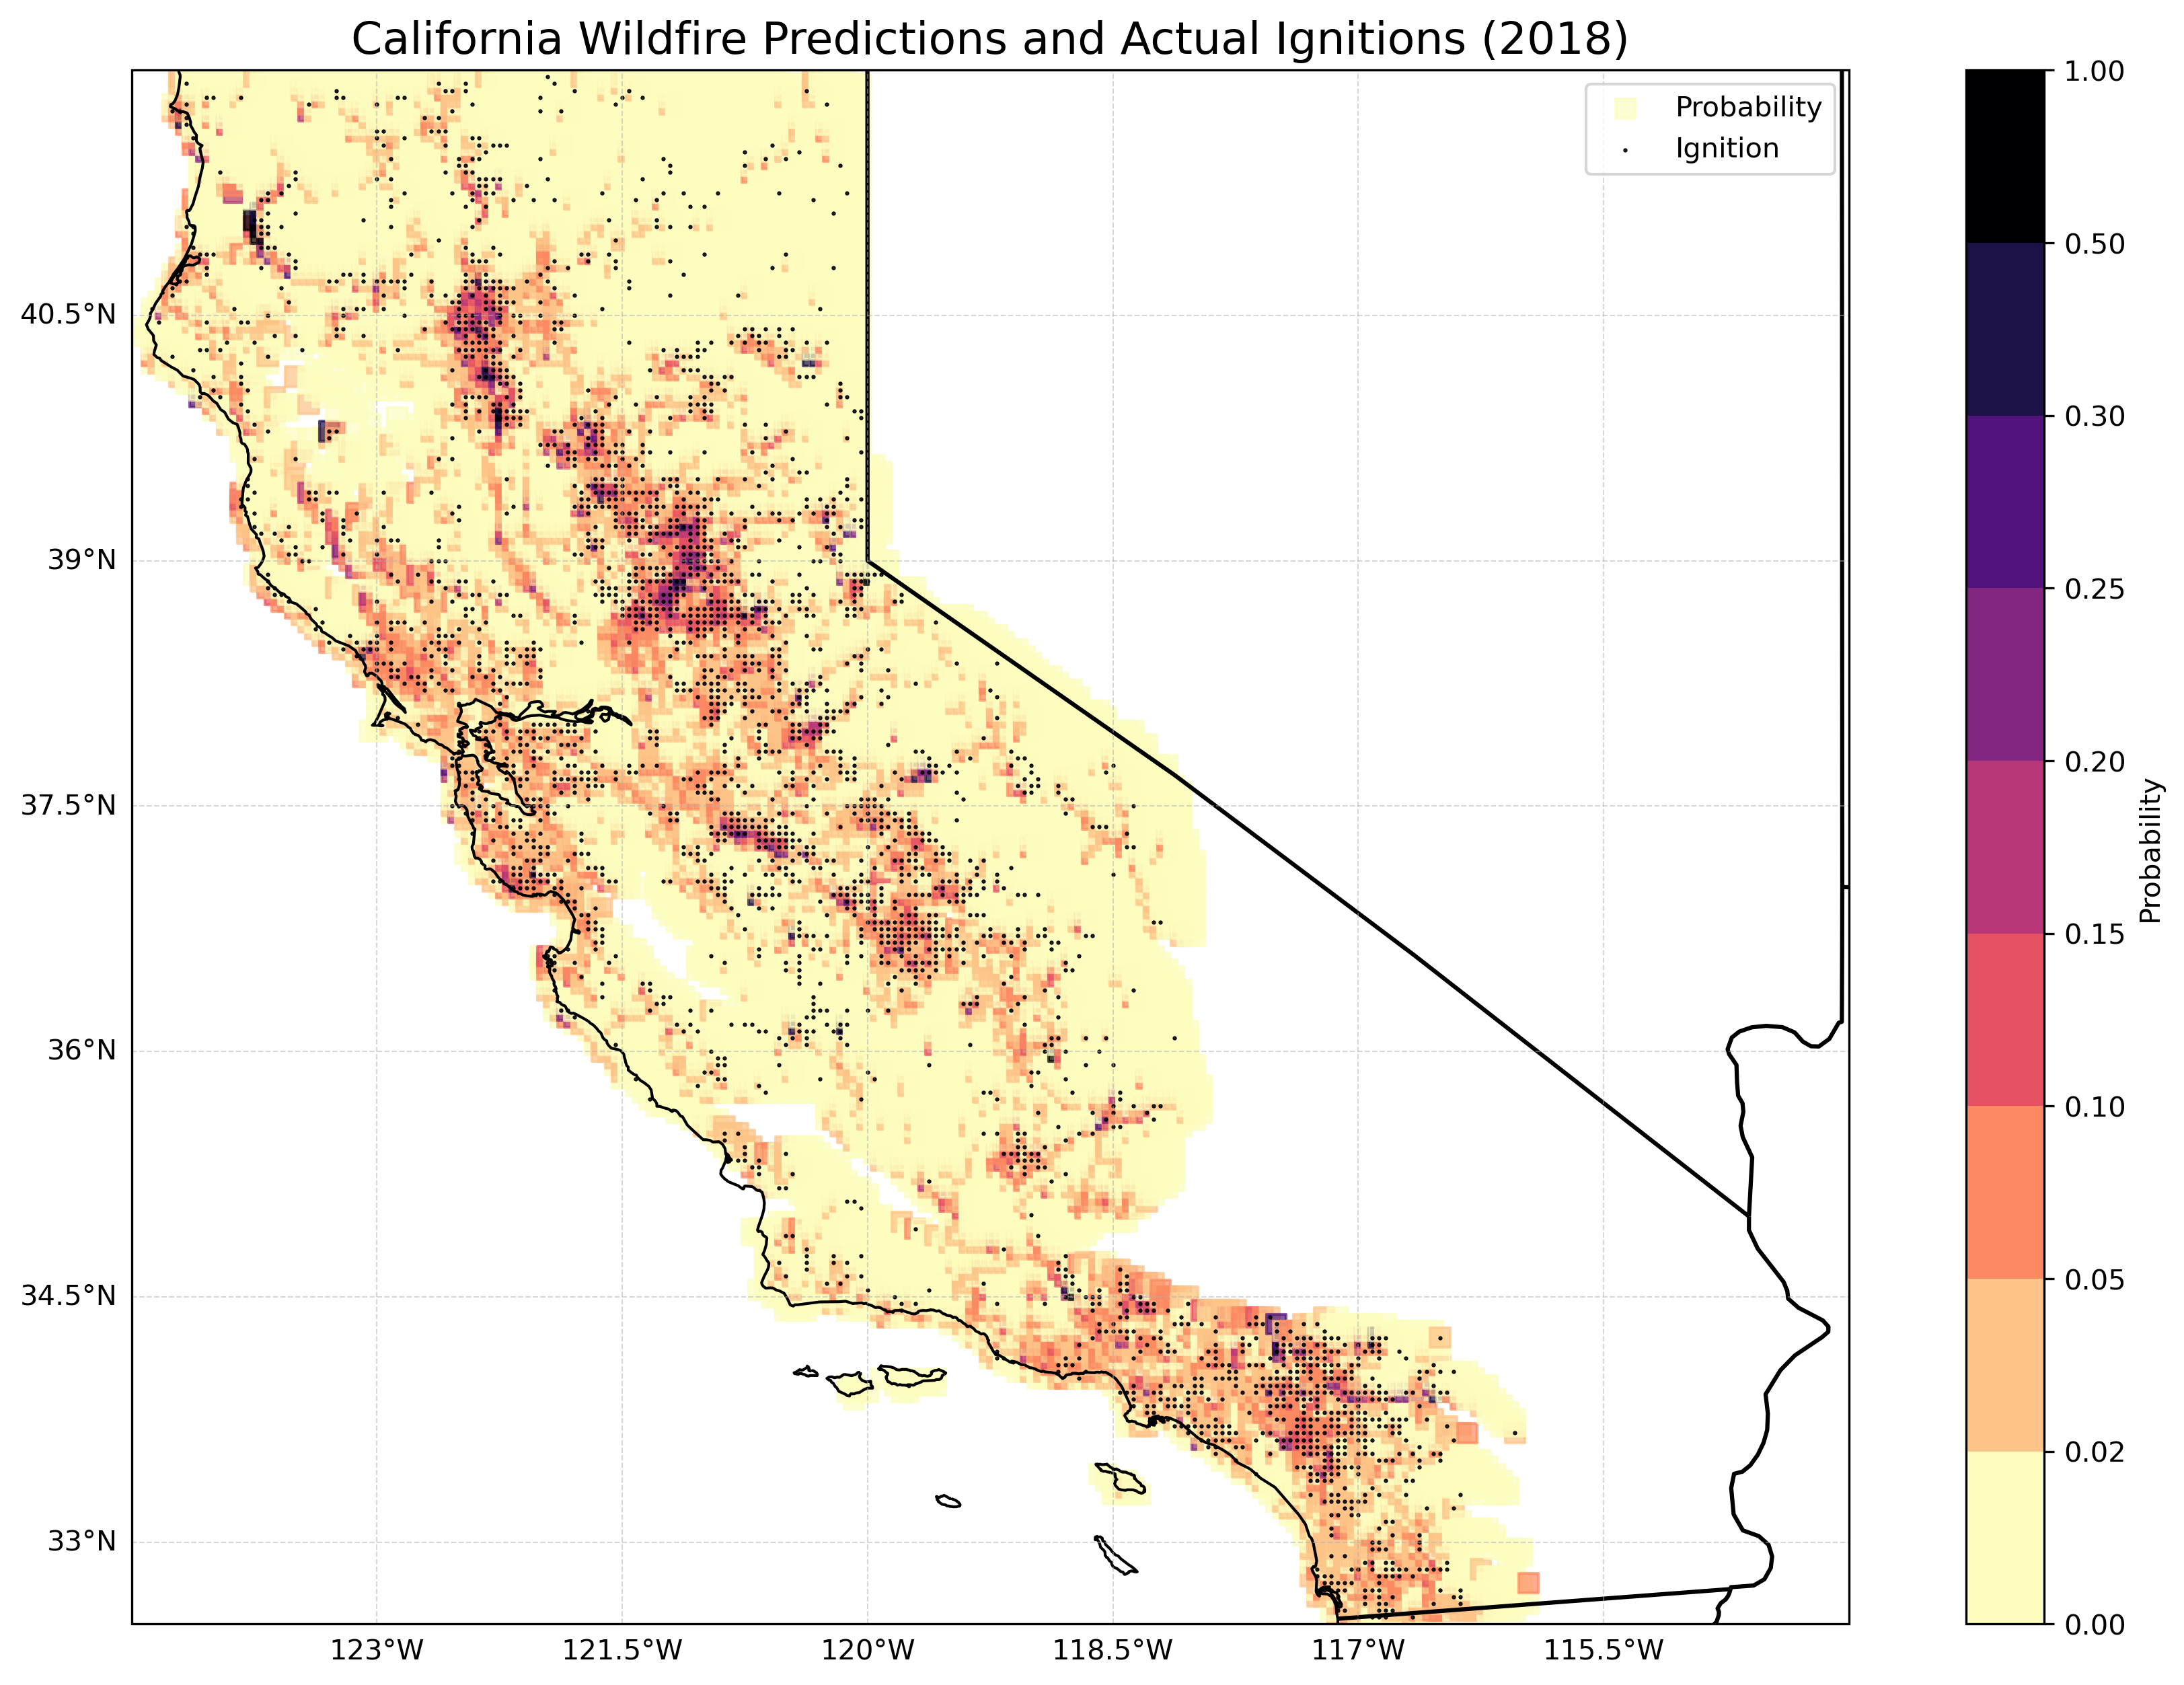 California Wildfire Predictions and Actual Ignitions (2018)
Probability
Ignition
40.5°N
39°N
37.5°N
36°N
34.5°N
33°N
123°W
121.5°W
120°W
118.5°W
117°W
115.5°W
1.00
0.50
0.30
0.25
0.20
0.15
0.10
0.05
0.02
0.00
Probability